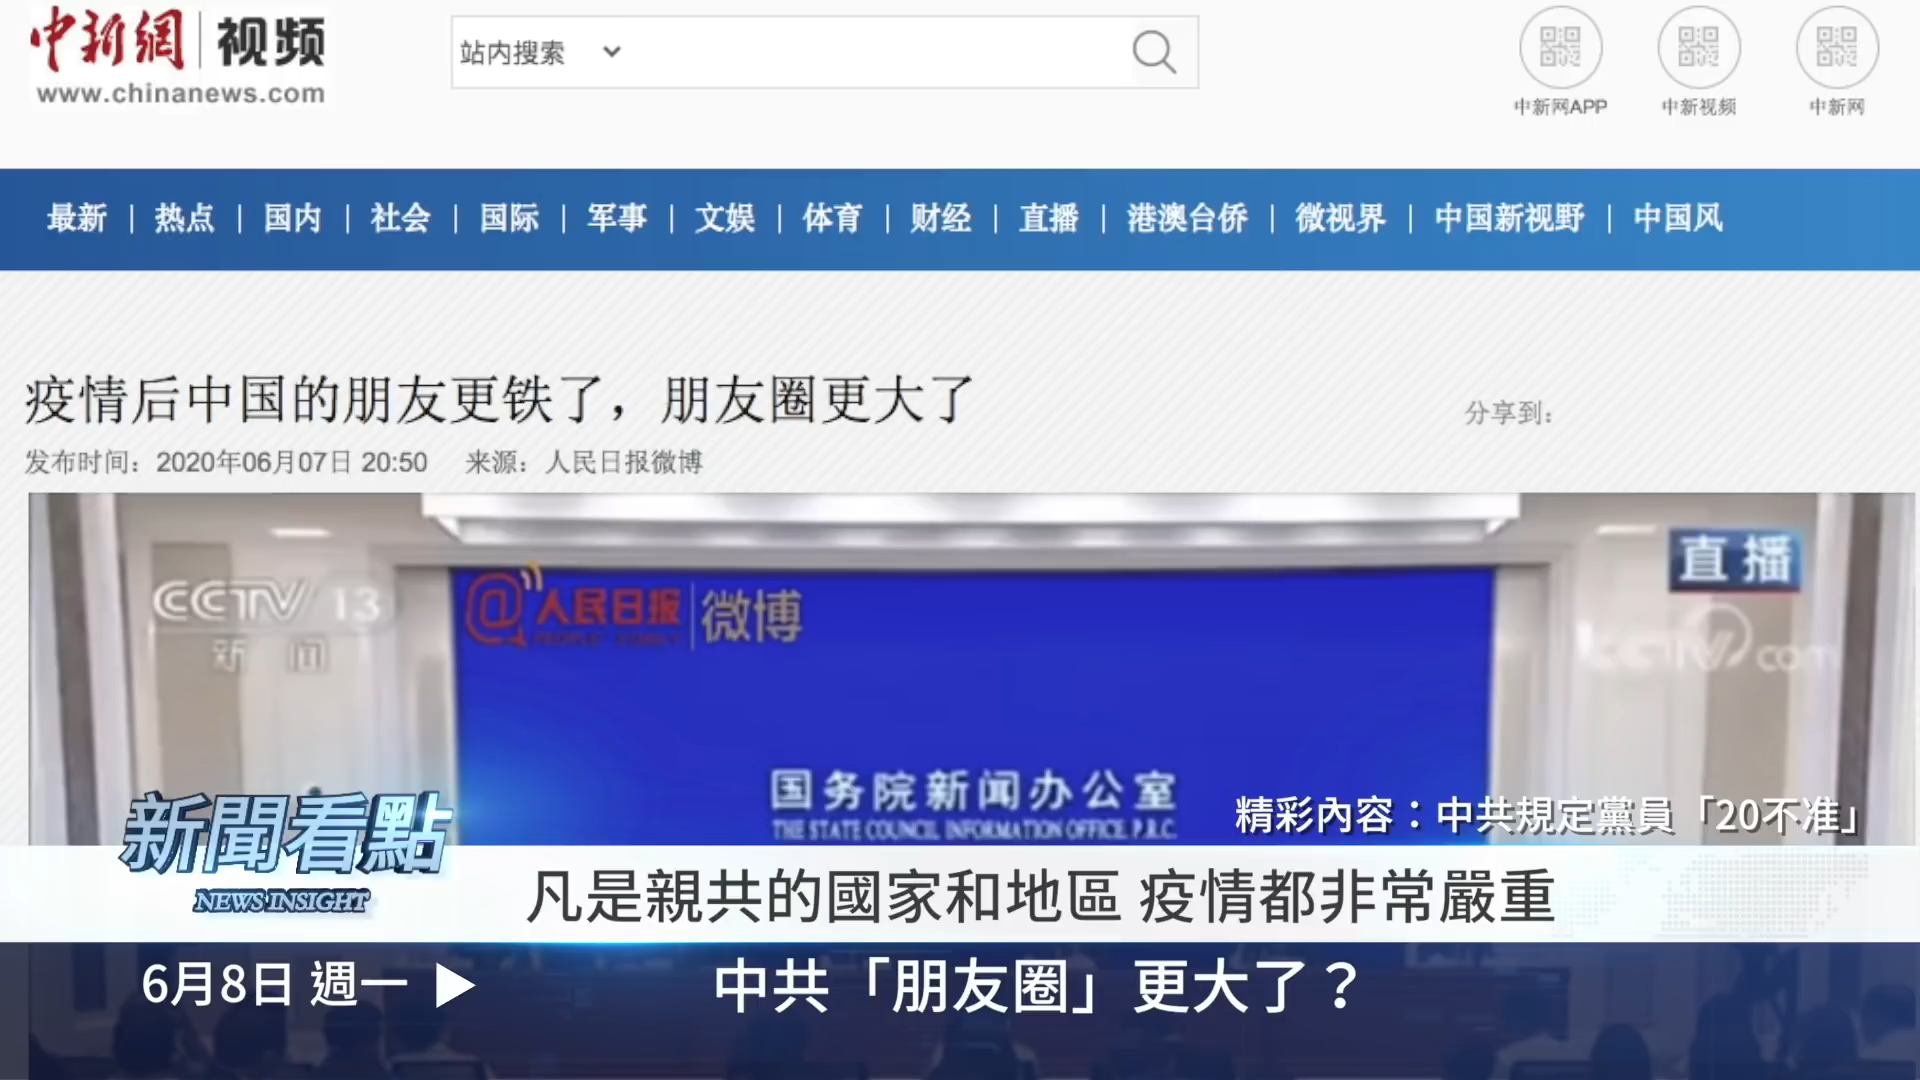 中新網 视频
www.chinanews.com
站内搜索
中新网APP
中新视频
中新网
最新 | 热点 | 国内 | 社会 | 国际 | 军事 | 文娱 | 体育 | 财经 | 直播 | 港澳台侨 | 微视界 | 中国新视野 | 中国风
疫情后中国的朋友更铁了，朋友圈更大了
分享到：
发布时间：2020年06月07日 20:50 来源：人民日报微博
CCTV 13
新闻
@人民日报 微博
PEOPLE'S DAILY
直播
cctv.com
国务院新闻办公室
THE STATE COUNCIL INFORMATION OFFICE, P.R.C.
精彩內容：中共規定黨員「20不准」
新聞看點
NEWS INSIGHT
凡是親共的國家和地區 疫情都非常嚴重
6月8日 週一
中共「朋友圈」更大了？